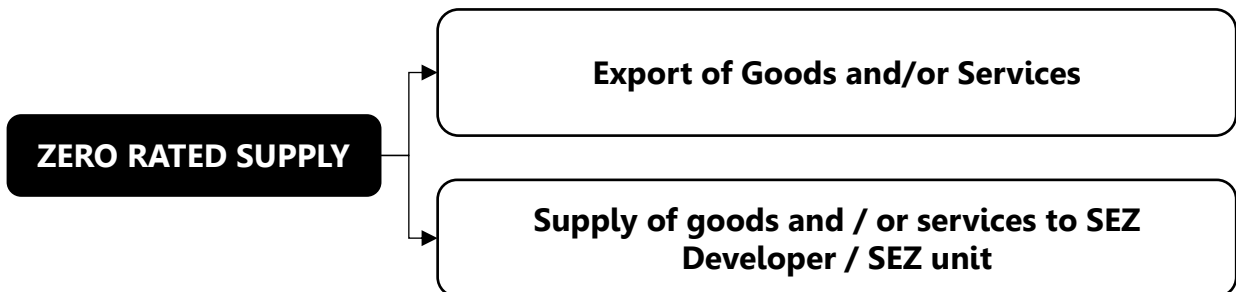 Export of Goods and/or Services
ZERO RATED SUPPLY
Supply of goods and / or services to SEZ
Developer / SEZ unit